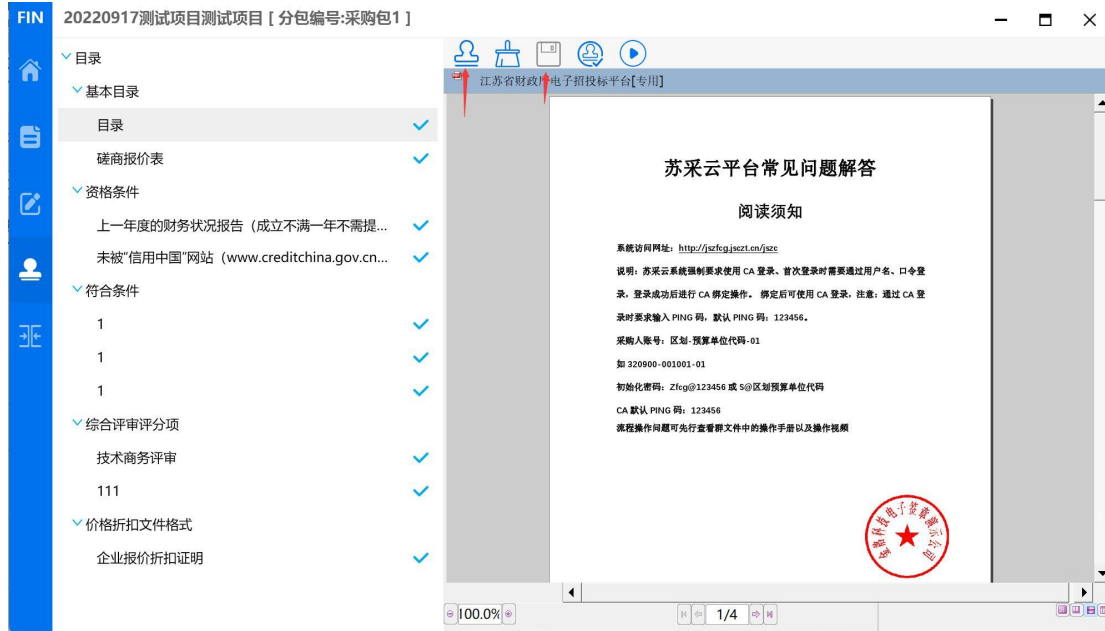 FIN
20220917测试项目测试项目 [ 分包编号:采购包1 ]
目录
基本目录
目录
磋商报价表
资格条件
上一年度的财务状况报告（成立不满一年不需提...
未被“信用中国”网站（www.creditchina.gov.cn...
符合条件
1
1
1
综合评审评分项
技术商务评审
111
价格折扣文件格式
企业报价折扣证明
江苏省财政厅电子招投标平台[专用]
苏采云平台常见问题解答
阅读须知
系统访问网址：http://jszfcg.jsczt.cn/jszc
说明：苏采云系统强制要求使用 CA 登录、首次登录时需要通过用户名、口令登
录，登录成功后进行 CA 绑定操作。 绑定后可使用 CA 登录，注意：通过 CA 登
录时要求输入 PING 码，默认 PING 码：123456。
采购人账号：区划-预算单位代码-01
如 320900-001001-01
初始化密码：Zfcg@123456 或 S@区划预算单位代码
CA 默认 PING 码：123456
流程操作问题可先行查看群文件中的操作手册以及操作视频
100.0%
1/4